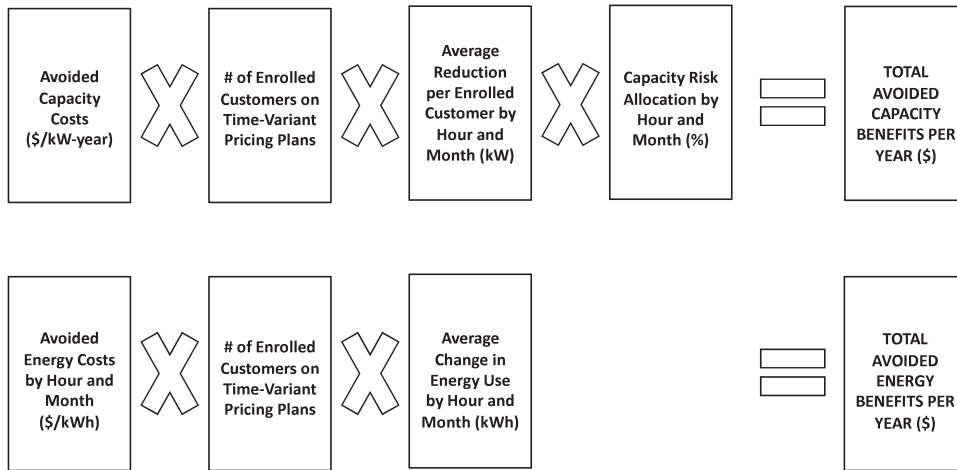 Avoided
Capacity
Costs
($/kW-year)
# of Enrolled
Customers on
Time-Variant
Pricing Plans
Average
Reduction
per Enrolled
Customer by
Hour and
Month (kW)
Capacity Risk
Allocation by
Hour and
Month (%)
TOTAL
AVOIDED
CAPACITY
BENEFITS PER
YEAR ($)
Avoided
Energy Costs
by Hour and
Month
($/kWh)
# of Enrolled
Customers on
Time-Variant
Pricing Plans
Average
Change in
Energy Use
by Hour and
Month (kWh)
TOTAL
AVOIDED
ENERGY
BENEFITS PER
YEAR ($)